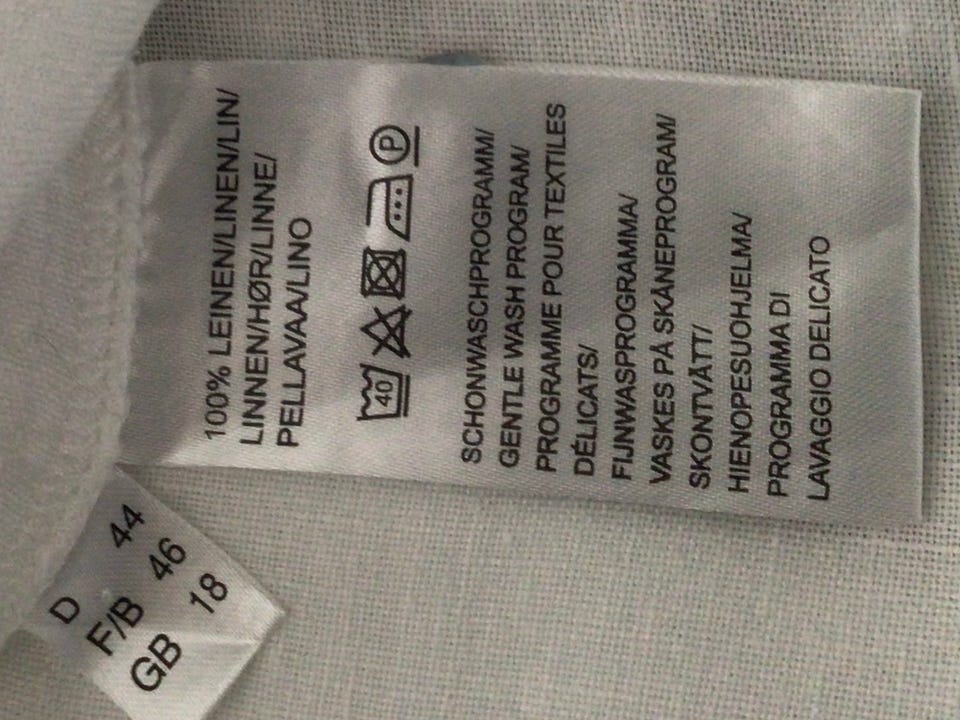 100% LEINEN/LINEN/LIN/
LINNEN/HØR/LINNE/
PELLAVAA/LINO
40 P
SCHONWASCHPROGRAMM/
GENTLE WASH PROGRAM/
PROGRAMME POUR TEXTILES
DÉLICATS/
FIJNWASPROGRAMMA/
VASKES PÅ SKÅNEPROGRAM/
SKONTVÄTT/
HIENOPESUOHJELMA/
PROGRAMMA DI
LAVAGGIO DELICATO
D 44
F/B 46
GB 18